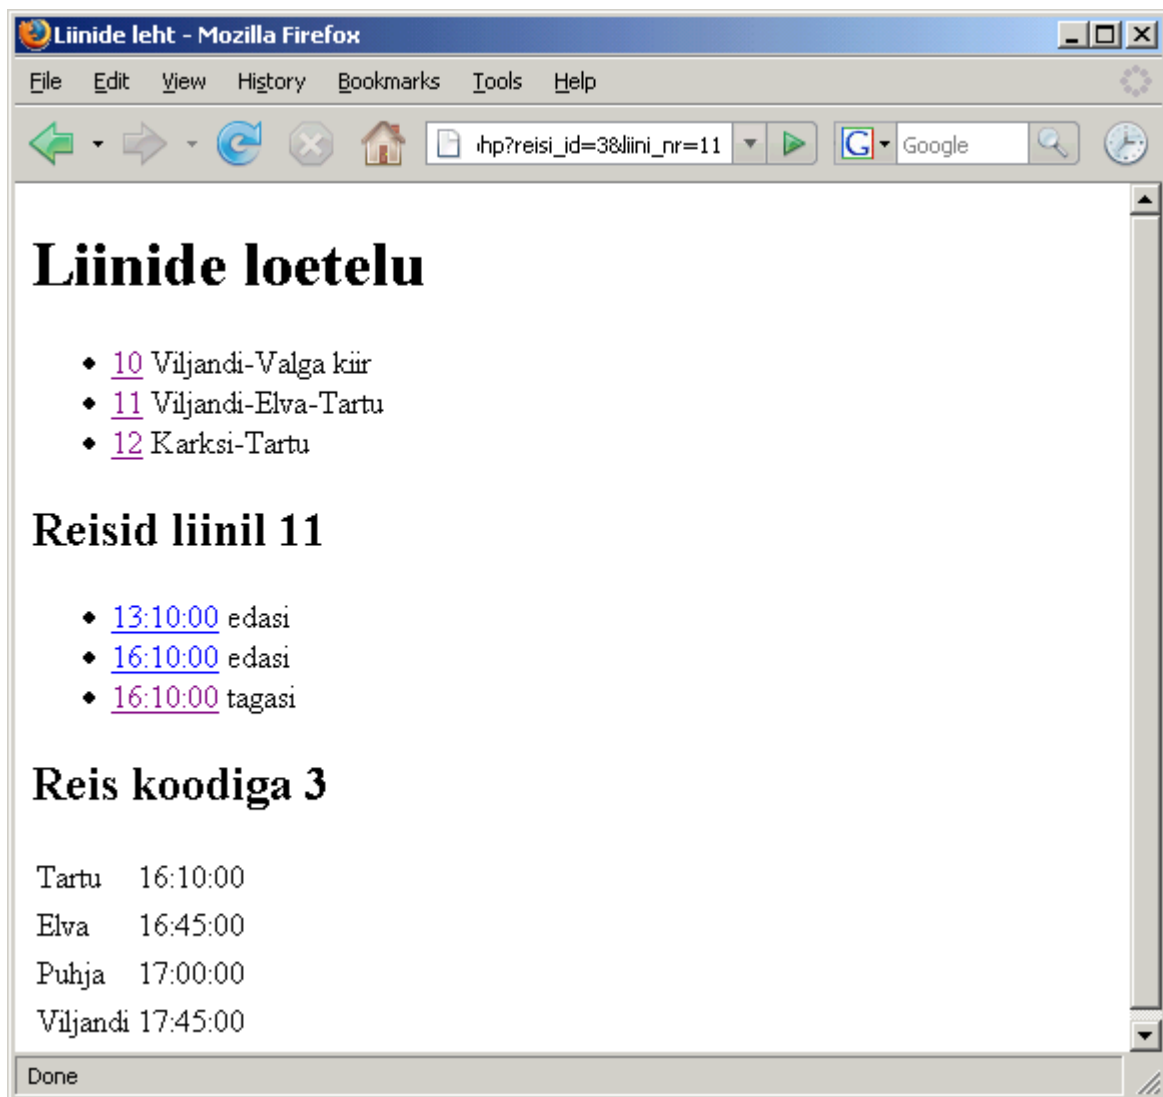 Liinide leht - Mozilla Firefox
File Edit View History Bookmarks Tools Help
hp?reisi_id=3&liini_nr=11 G Google
Liinide loetelu
10 Viljandi-Valga kiir
11 Viljandi-Elva-Tartu
12 Karksi-Tartu
Reisid liinil 11
13:10:00 edasi
16:10:00 edasi
16:10:00 tagasi
Reis koodiga 3
Tartu 16:10:00
Elva 16:45:00
Puhja 17:00:00
Viljandi 17:45:00
Done